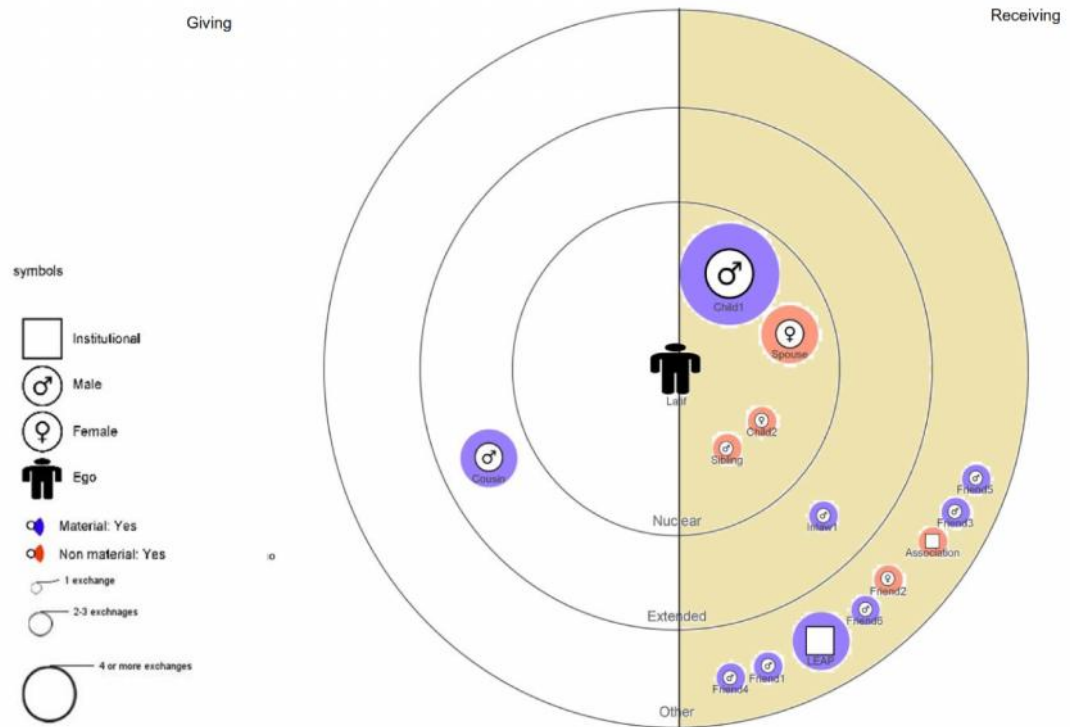 Giving
Receiving
symbols
Institutional
Male
Female
Ego
Material: Yes
Non material: Yes
1 exchange
2-3 exchnages
4 or more exchanges
Child1
Spouse
Latif
Child2
Sibling
Cousin
Inlaw1
Nuclear
Friend5
Friend3
Association
Friend2
Friend6
Extended
LEAP
Friend1
Friend4
Other